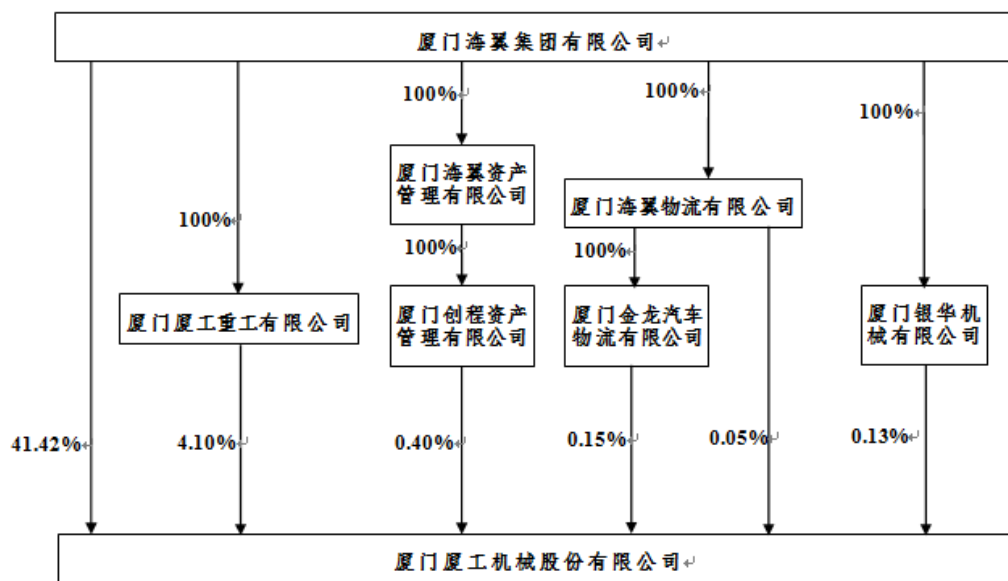 厦门海翼集团有限公司
100%
100%
100%
厦门海翼资产
管理有限公司
厦门海翼物流有限公司
100%
100%
100%
厦门厦工重工有限公司
厦门创程资产
管理有限公司
厦门金龙汽车
物流有限公司
厦门银华机
械有限公司
41.42%
4.10%
0.40%
0.15%
0.05%
0.13%
厦门厦工机械股份有限公司